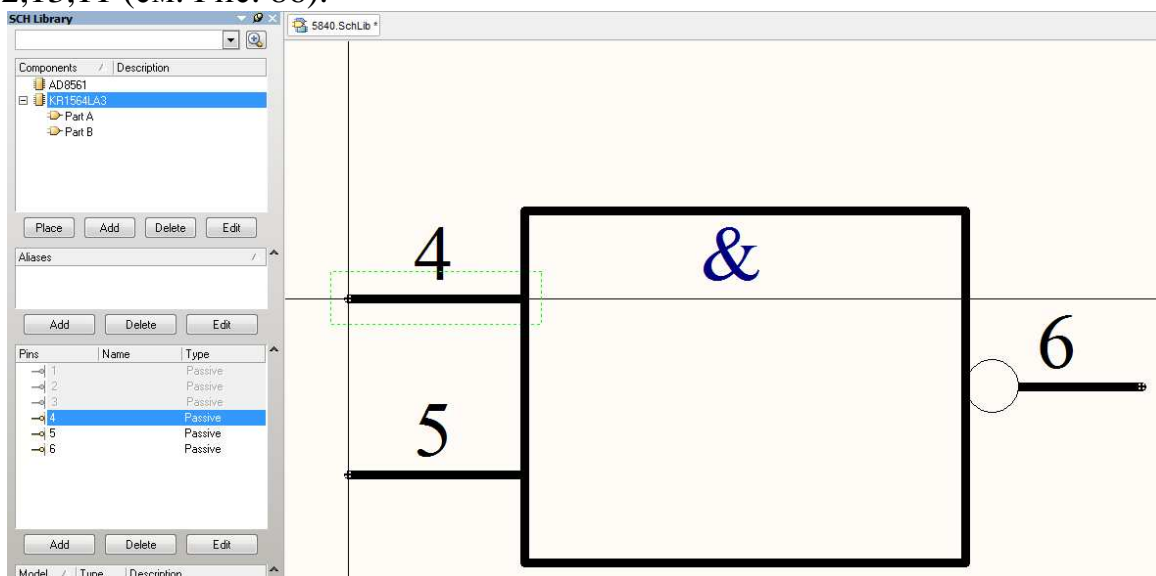 2,13,11 (см. Рис. 66).
SCH Library
5840.SchLib *
Components / Description
AD8561
KR1564LA3
Part A
Part B
Place Add Delete Edit
Aliases /
Add Delete Edit
Pins Name Type
1 Passive
2 Passive
3 Passive
4 Passive
5 Passive
6 Passive
Add Delete Edit
Model / Type Description
&
4
5
6